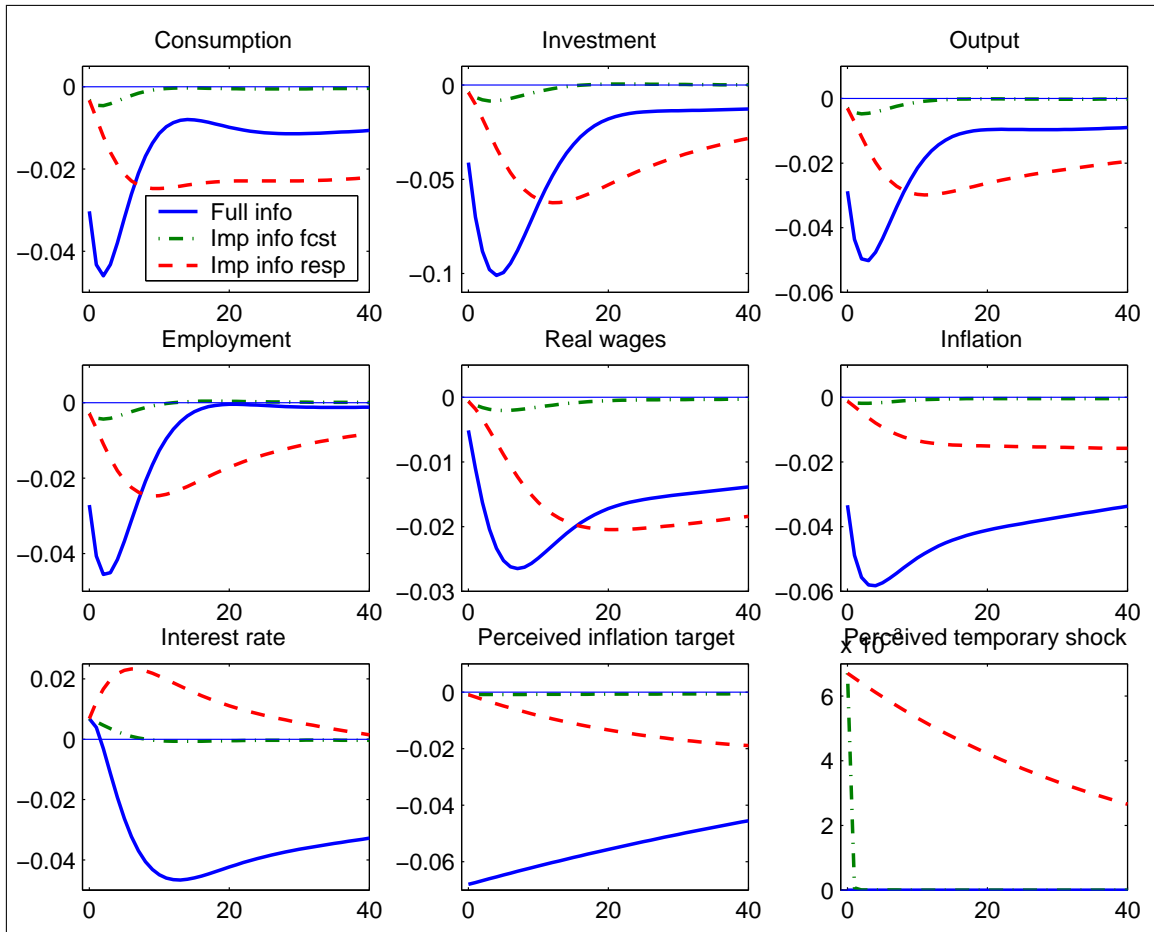 Consumption Investment Output
0 0 0
−0.02 −0.05 −0.02
−0.04 −0.1 −0.04
−0.06
Full info
Imp info fcst
Imp info resp
0 20 40 0 20 40 0 20 40
Employment Real wages Inflation
0 0 0
−0.02 −0.01 −0.02
−0.04 −0.02 −0.04
−0.03 −0.06
0 20 40 0 20 40 0 20 40
Interest rate Perceived inflation target Perceived temporary shock
x 10−3
0.02 0 6
0 −0.02 4
−0.02 −0.04 2
−0.04 −0.06 0
0 20 40 0 20 40 0 20 40